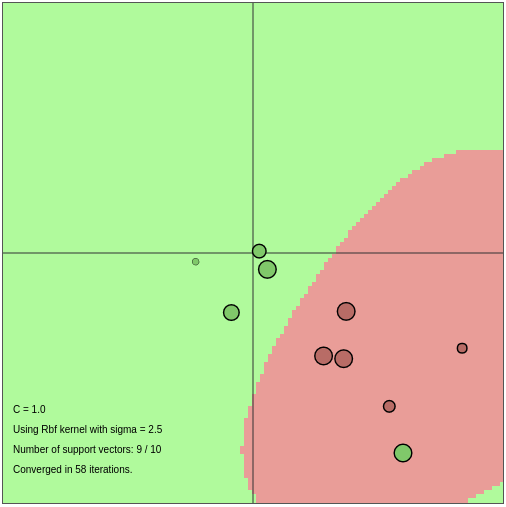 C = 1.0
Using Rbf kernel with sigma = 2.5
Number of support vectors: 9 / 10
Converged in 58 iterations.